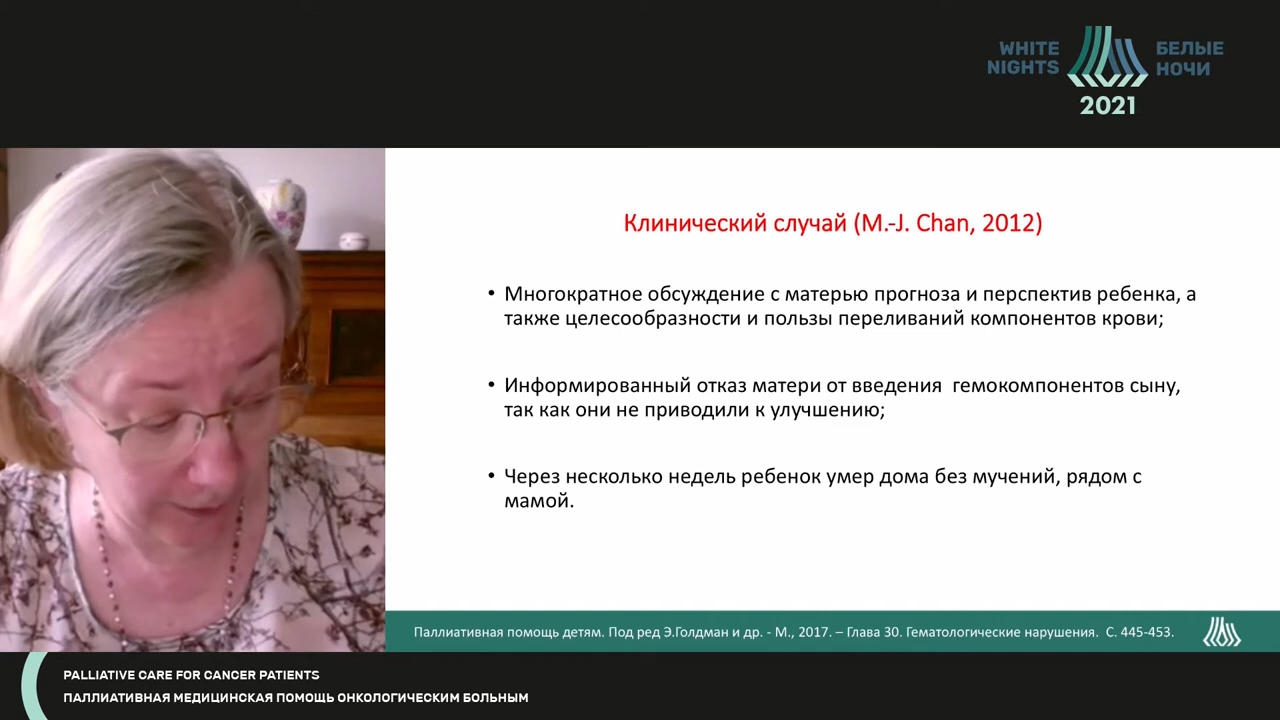 WHITE NIGHTS
БЕЛЫЕ НОЧИ
2021
Клинический случай (M.-J. Chan, 2012)
• Многократное обсуждение с матерью прогноза и перспектив ребенка, а
также целесообразности и пользы переливаний компонентов крови;
• Информированный отказ матери от введения гемокомпонентов сыну,
так как они не приводили к улучшению;
• Через несколько недель ребенок умер дома без мучений, рядом с
мамой.
Паллиативная помощь детям. Под ред Э.Голдман и др. - М., 2017. – Глава 30. Гематологические нарушения. С. 445-453.
PALLIATIVE CARE FOR CANCER PATIENTS
ПАЛЛИАТИВНАЯ МЕДИЦИНСКАЯ ПОМОЩЬ ОНКОЛОГИЧЕСКИМ БОЛЬНЫМ